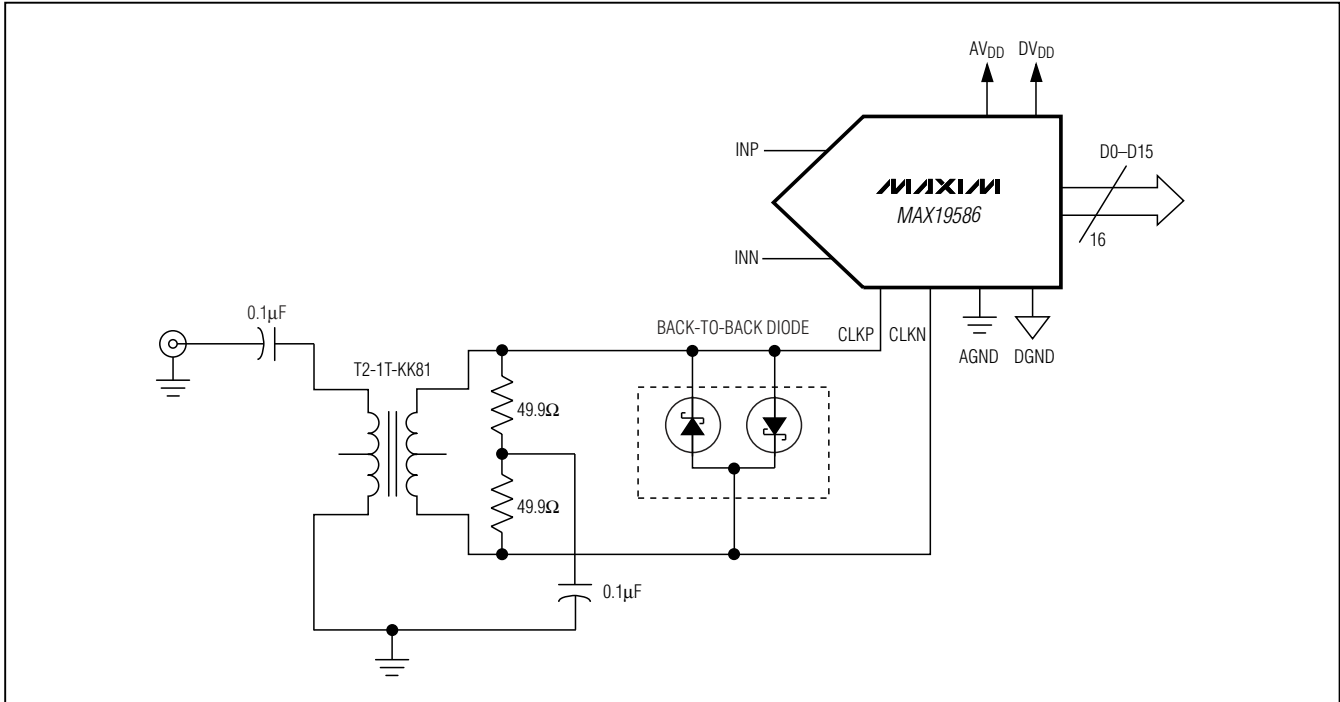 AVDD DVDD
INP
D0–D15
MAXIM
MAX19586
16
INN
0.1µF
BACK-TO-BACK DIODE
CLKP CLKN
AGND DGND
T2-1T-KK81
49.9Ω
49.9Ω
0.1µF